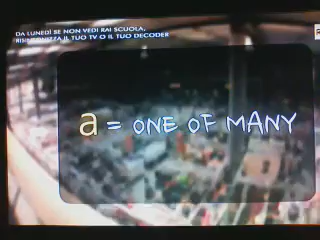 DA LUNEDÌ SE NON VEDI RAI SCUOLA,
RISINTONIZZA IL TUO TV O IL TUO DECODER
a = ONE OF MANY